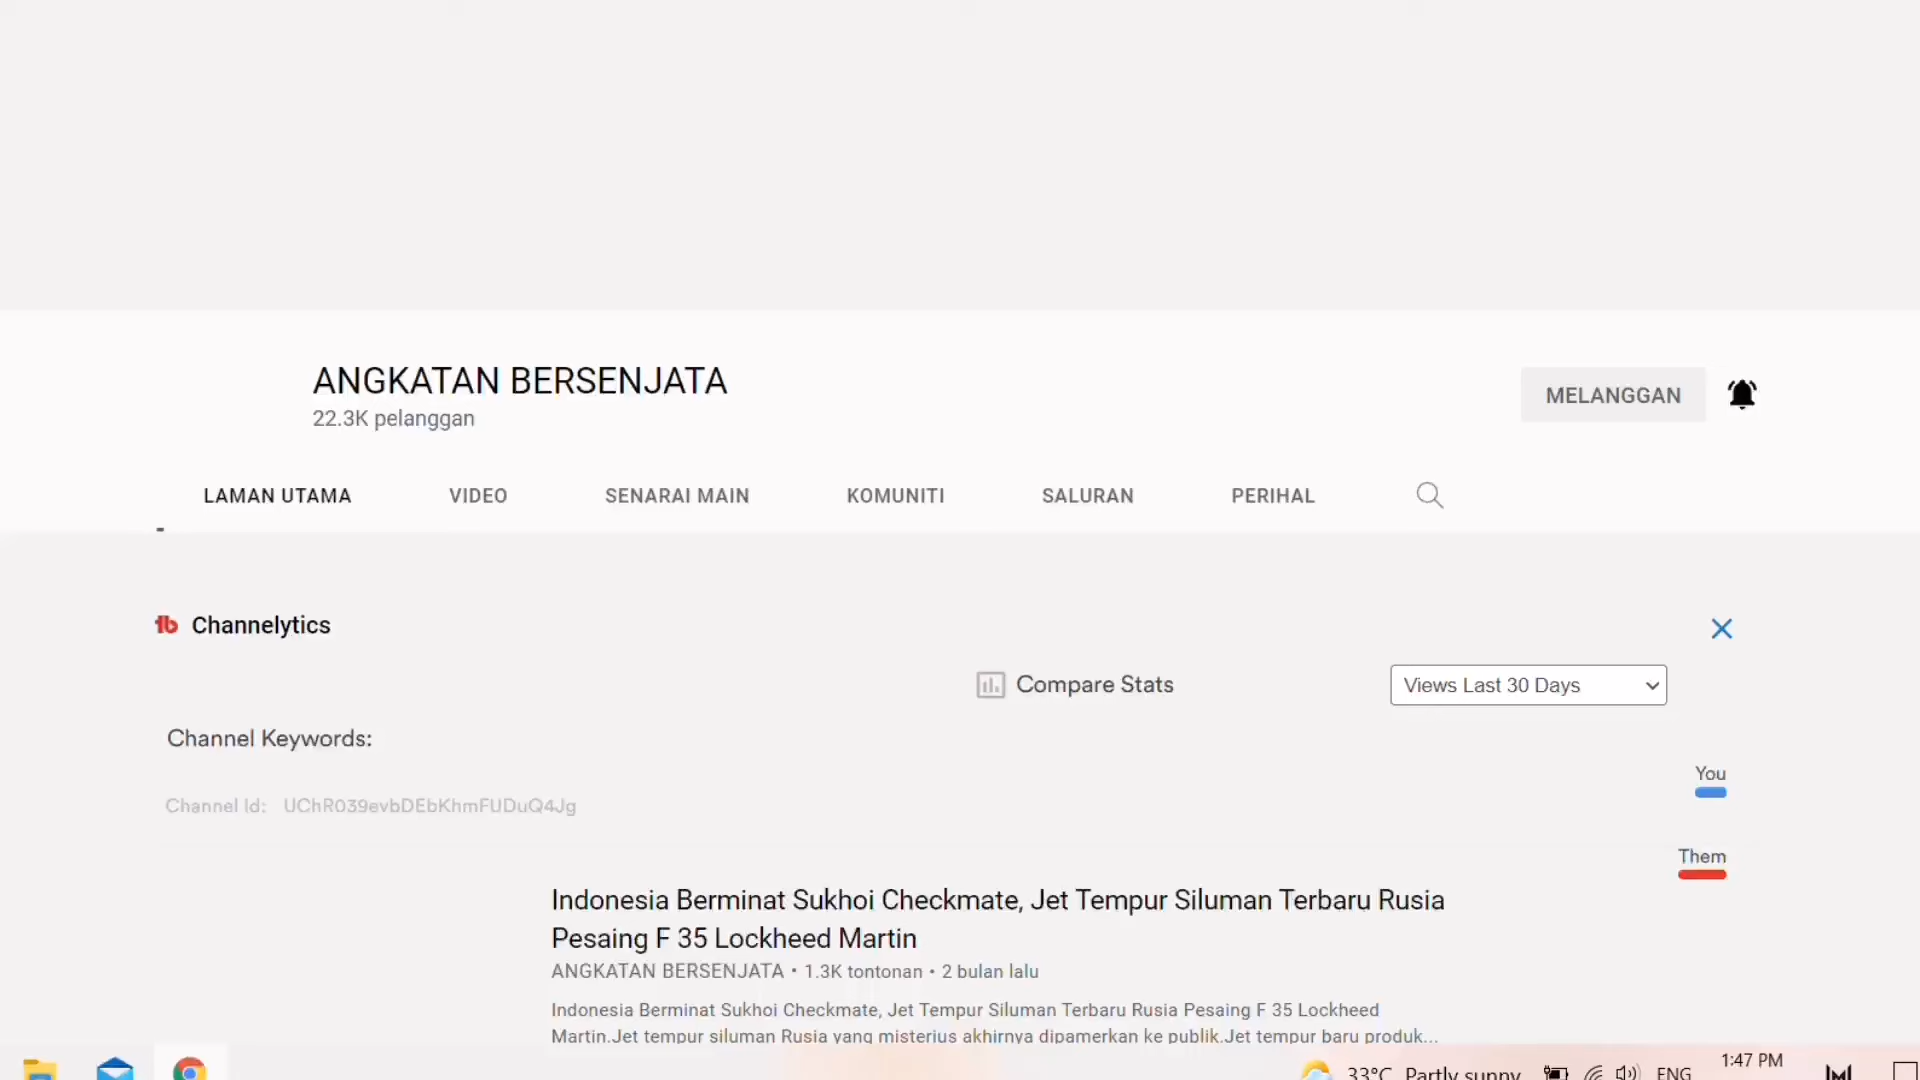 ANGKATAN BERSENJATA
22.3K pelanggan
MELANGGAN
LAMAN UTAMA VIDEO SENARAI MAIN KOMUNITI SALURAN PERIHAL
Channelytics
Compare Stats
Views Last 30 Days
Channel Keywords:
You
Channel Id: UChR039evbDEbKhmFUDuQ4Jg
Them
Indonesia Berminat Sukhoi Checkmate, Jet Tempur Siluman Terbaru Rusia
Pesaing F 35 Lockheed Martin
ANGKATAN BERSENJATA • 1.3K tontonan • 2 bulan lalu
Indonesia Berminat Sukhoi Checkmate, Jet Tempur Siluman Terbaru Rusia Pesaing F 35 Lockheed
Martin.Jet tempur siluman Rusia yang misterius akhirnya dipamerkan ke publik.Jet tempur baru produk...
1:47 PM
33°C Partly sunny ENG